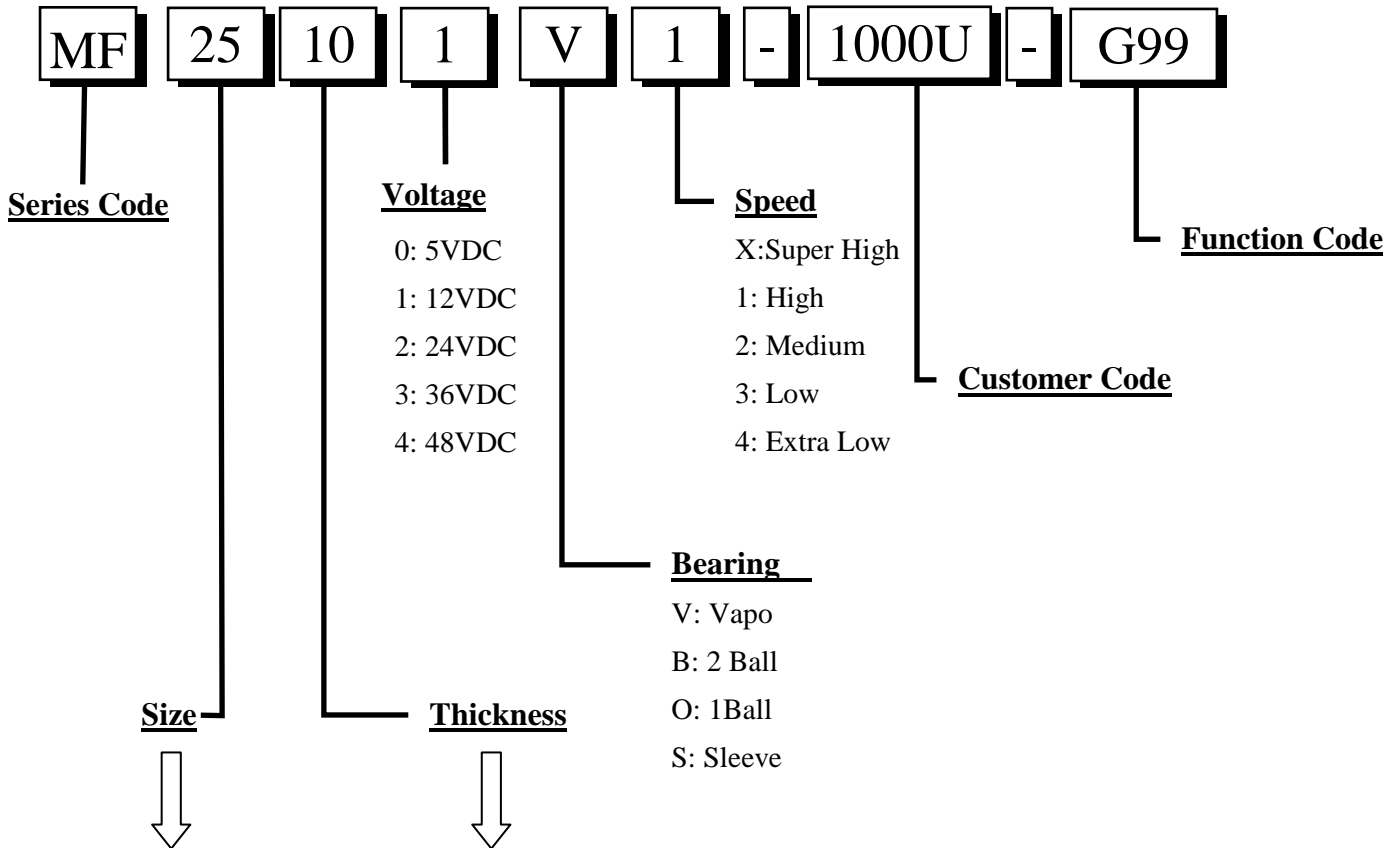 MF 25 10 1 V 1 - 1000U - G99
Series Code
Voltage
0: 5VDC
1: 12VDC
2: 24VDC
3: 36VDC
4: 48VDC
Speed
X:Super High
1: High
2: Medium
3: Low
4: Extra Low
Function Code
Customer Code
Bearing
V: Vapo
B: 2 Ball
O: 1Ball
S: Sleeve
Size
Thickness